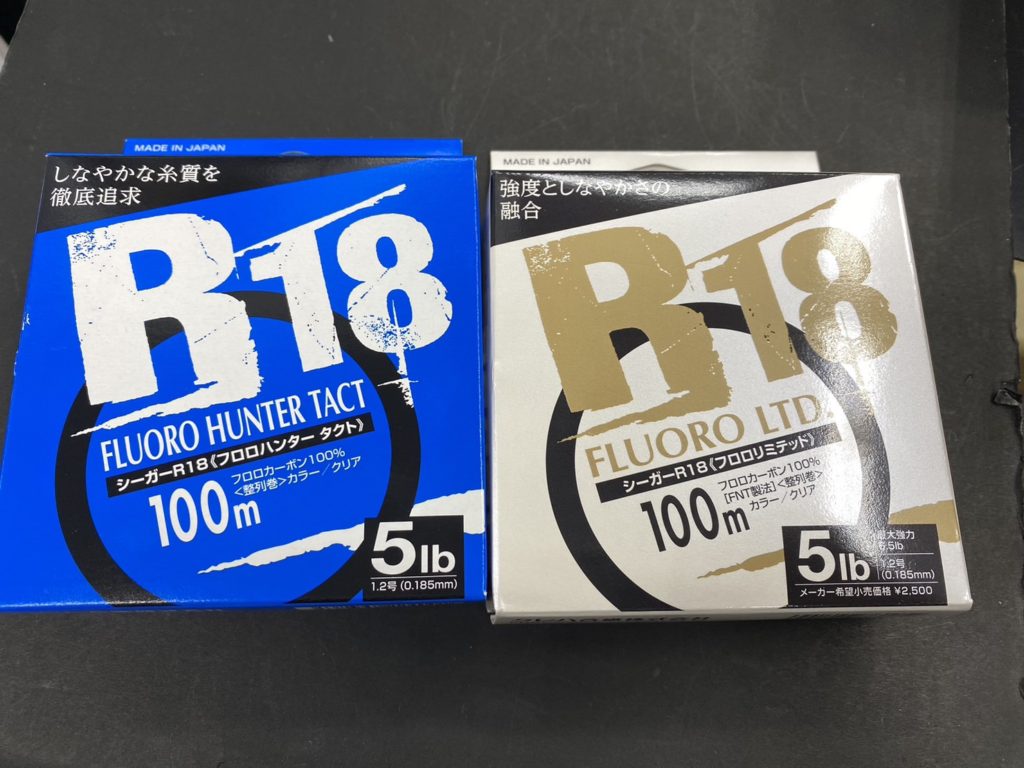 MADE IN JAPAN
しなやかな糸質を
徹底追求
R18
FLUORO HUNTER TACT
シーガーR18《フロロハンター タクト》
フロロカーボン100%
<整列巻>カラー/クリア
100m
5lb
1.2号(0.185mm)
MADE IN JAPAN
強度としなやかさの
融合
R18
FLUORO LTD.
シーガーR18《フロロリミテッド》
フロロカーボン100%
[FNT製法]<整列巻>
カラー/クリア
100m
5lb
最大強力
5.5lb
1.2号
(0.185mm)
メーカー希望小売価格 ¥2,500